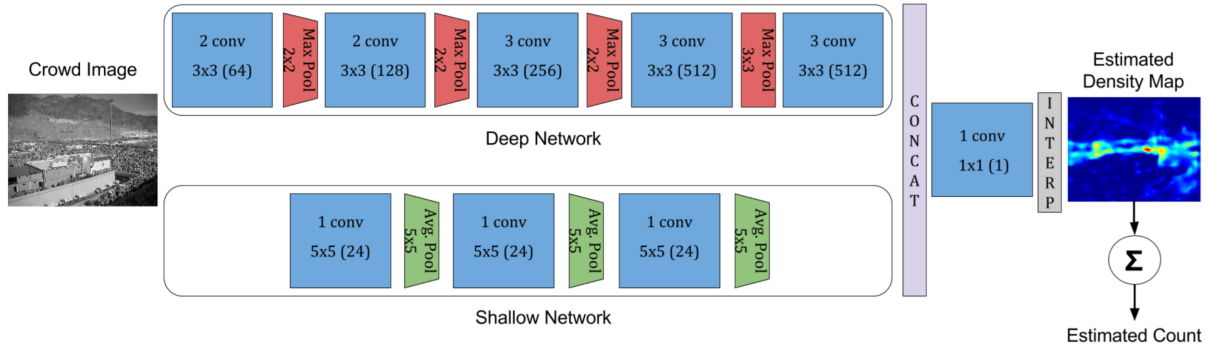 Crowd Image
2 conv
3x3 (64)
Max Pool
2x2
2 conv
3x3 (128)
Max Pool
2x2
3 conv
3x3 (256)
Max Pool
2x2
3 conv
3x3 (512)
Max Pool
3x3
3 conv
3x3 (512)
Deep Network
1 conv
5x5 (24)
Avg. Pool
5x5
1 conv
5x5 (24)
Avg. Pool
5x5
1 conv
5x5 (24)
Avg. Pool
5x5
Shallow Network
CONCAT
1 conv
1x1 (1)
INTERP
Estimated
Density Map
Σ
Estimated Count